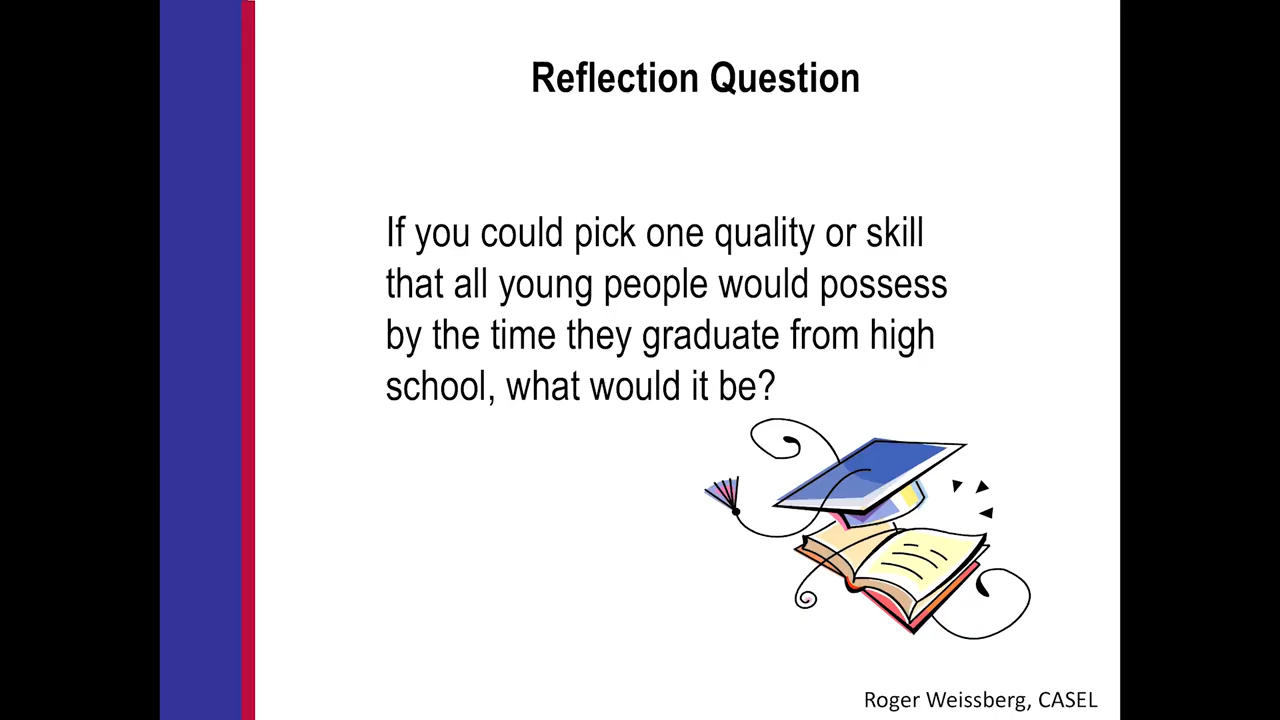 Reflection Question
If you could pick one quality or skill
that all young people would possess
by the time they graduate from high
school, what would it be?
Roger Weissberg, CASEL